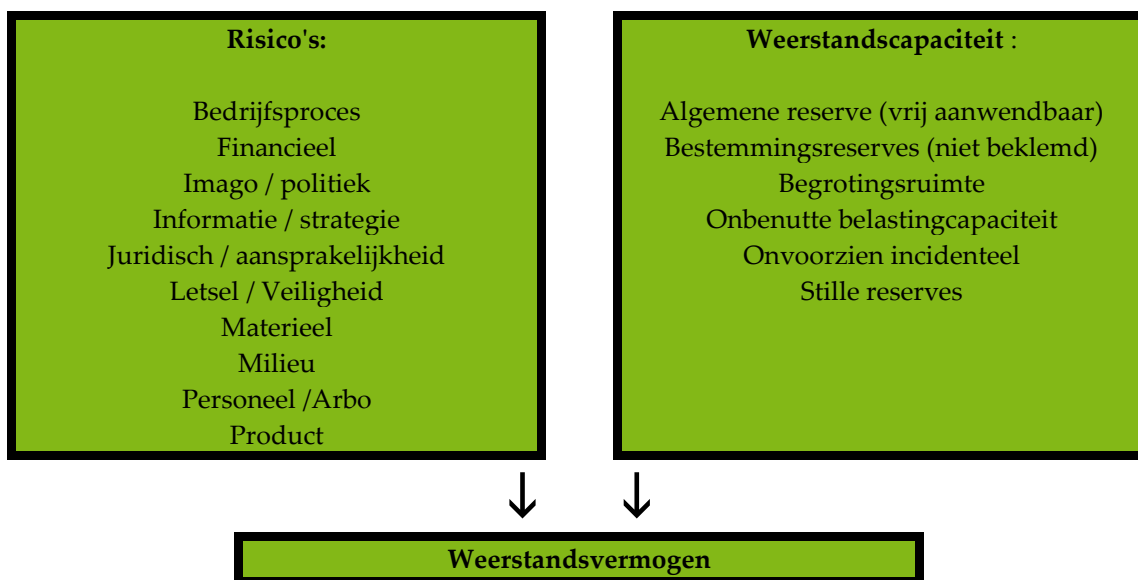 Risico's:
Bedrijfsproces
Financieel
Imago / politiek
Informatie / strategie
Juridisch / aansprakelijkheid
Letsel / Veiligheid
Materieel
Milieu
Personeel /Arbo
Product
Weerstandscapaciteit :
Algemene reserve (vrij aanwendbaar)
Bestemmingsreserves (niet beklemd)
Begrotingsruimte
Onbenutte belastingcapaciteit
Onvoorzien incidenteel
Stille reserves
Weerstandsvermogen